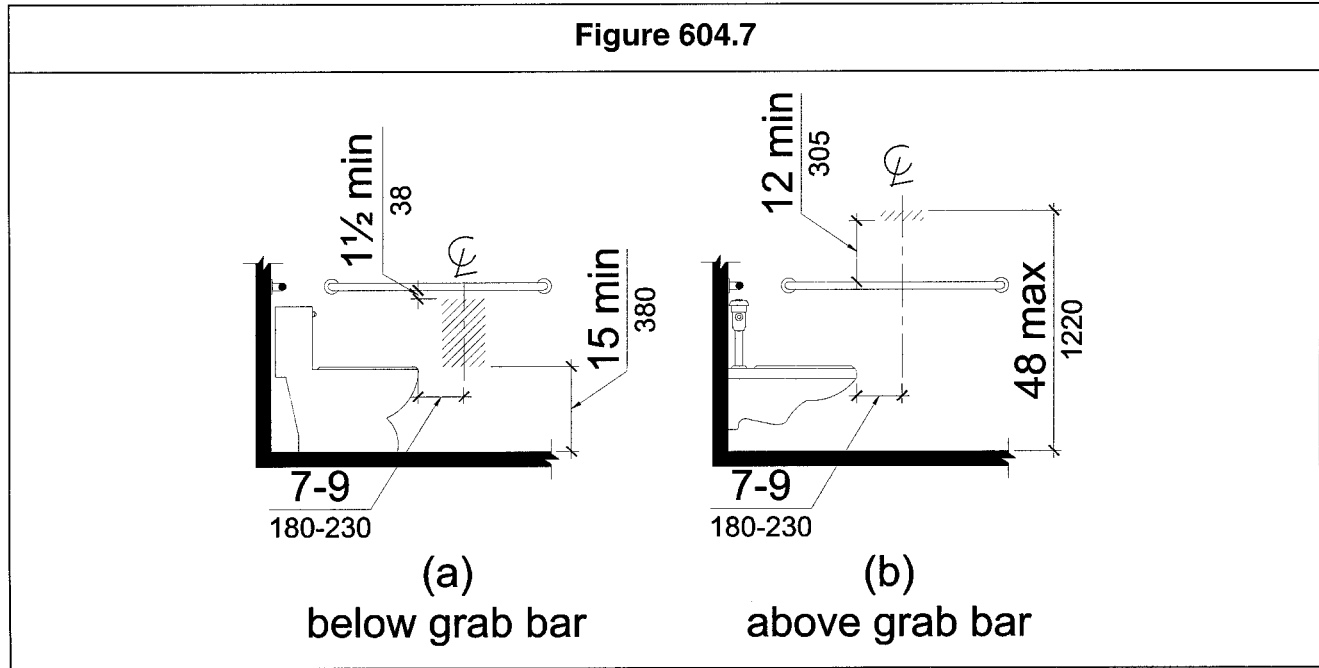 Figure 604.7
1½ min
38
℄
15 min
380
7-9
180-230
(a)
below grab bar
12 min
305
℄
48 max
1220
7-9
180-230
(b)
above grab bar